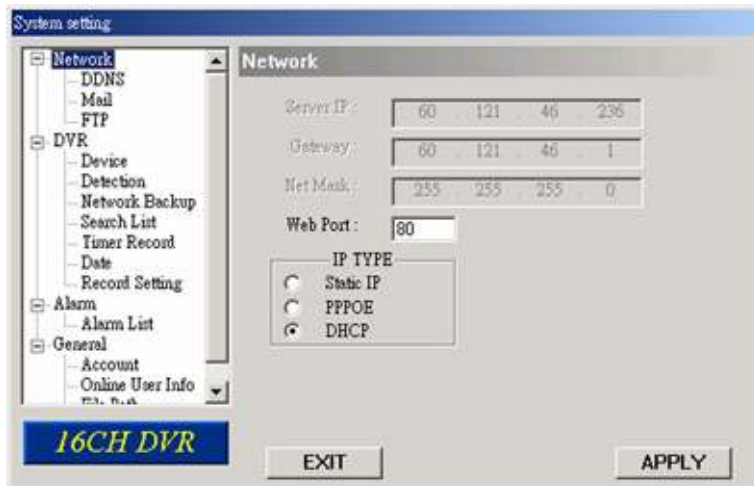 System setting
Network
DDNS
Mail
FTP
DVR
Device
Detection
Network Backup
Search List
Timer Record
Date
Record Setting
Alarm
Alarm List
General
Account
Online User Info
16CH DVR
Network
Server IP : 60 . 121 . 46 . 236
Gateway : 60 . 121 . 46 . 1
Net Mask : 255 . 255 . 255 . 0
Web Port : 80
IP TYPE
Static IP
PPPOE
DHCP
EXIT
APPLY